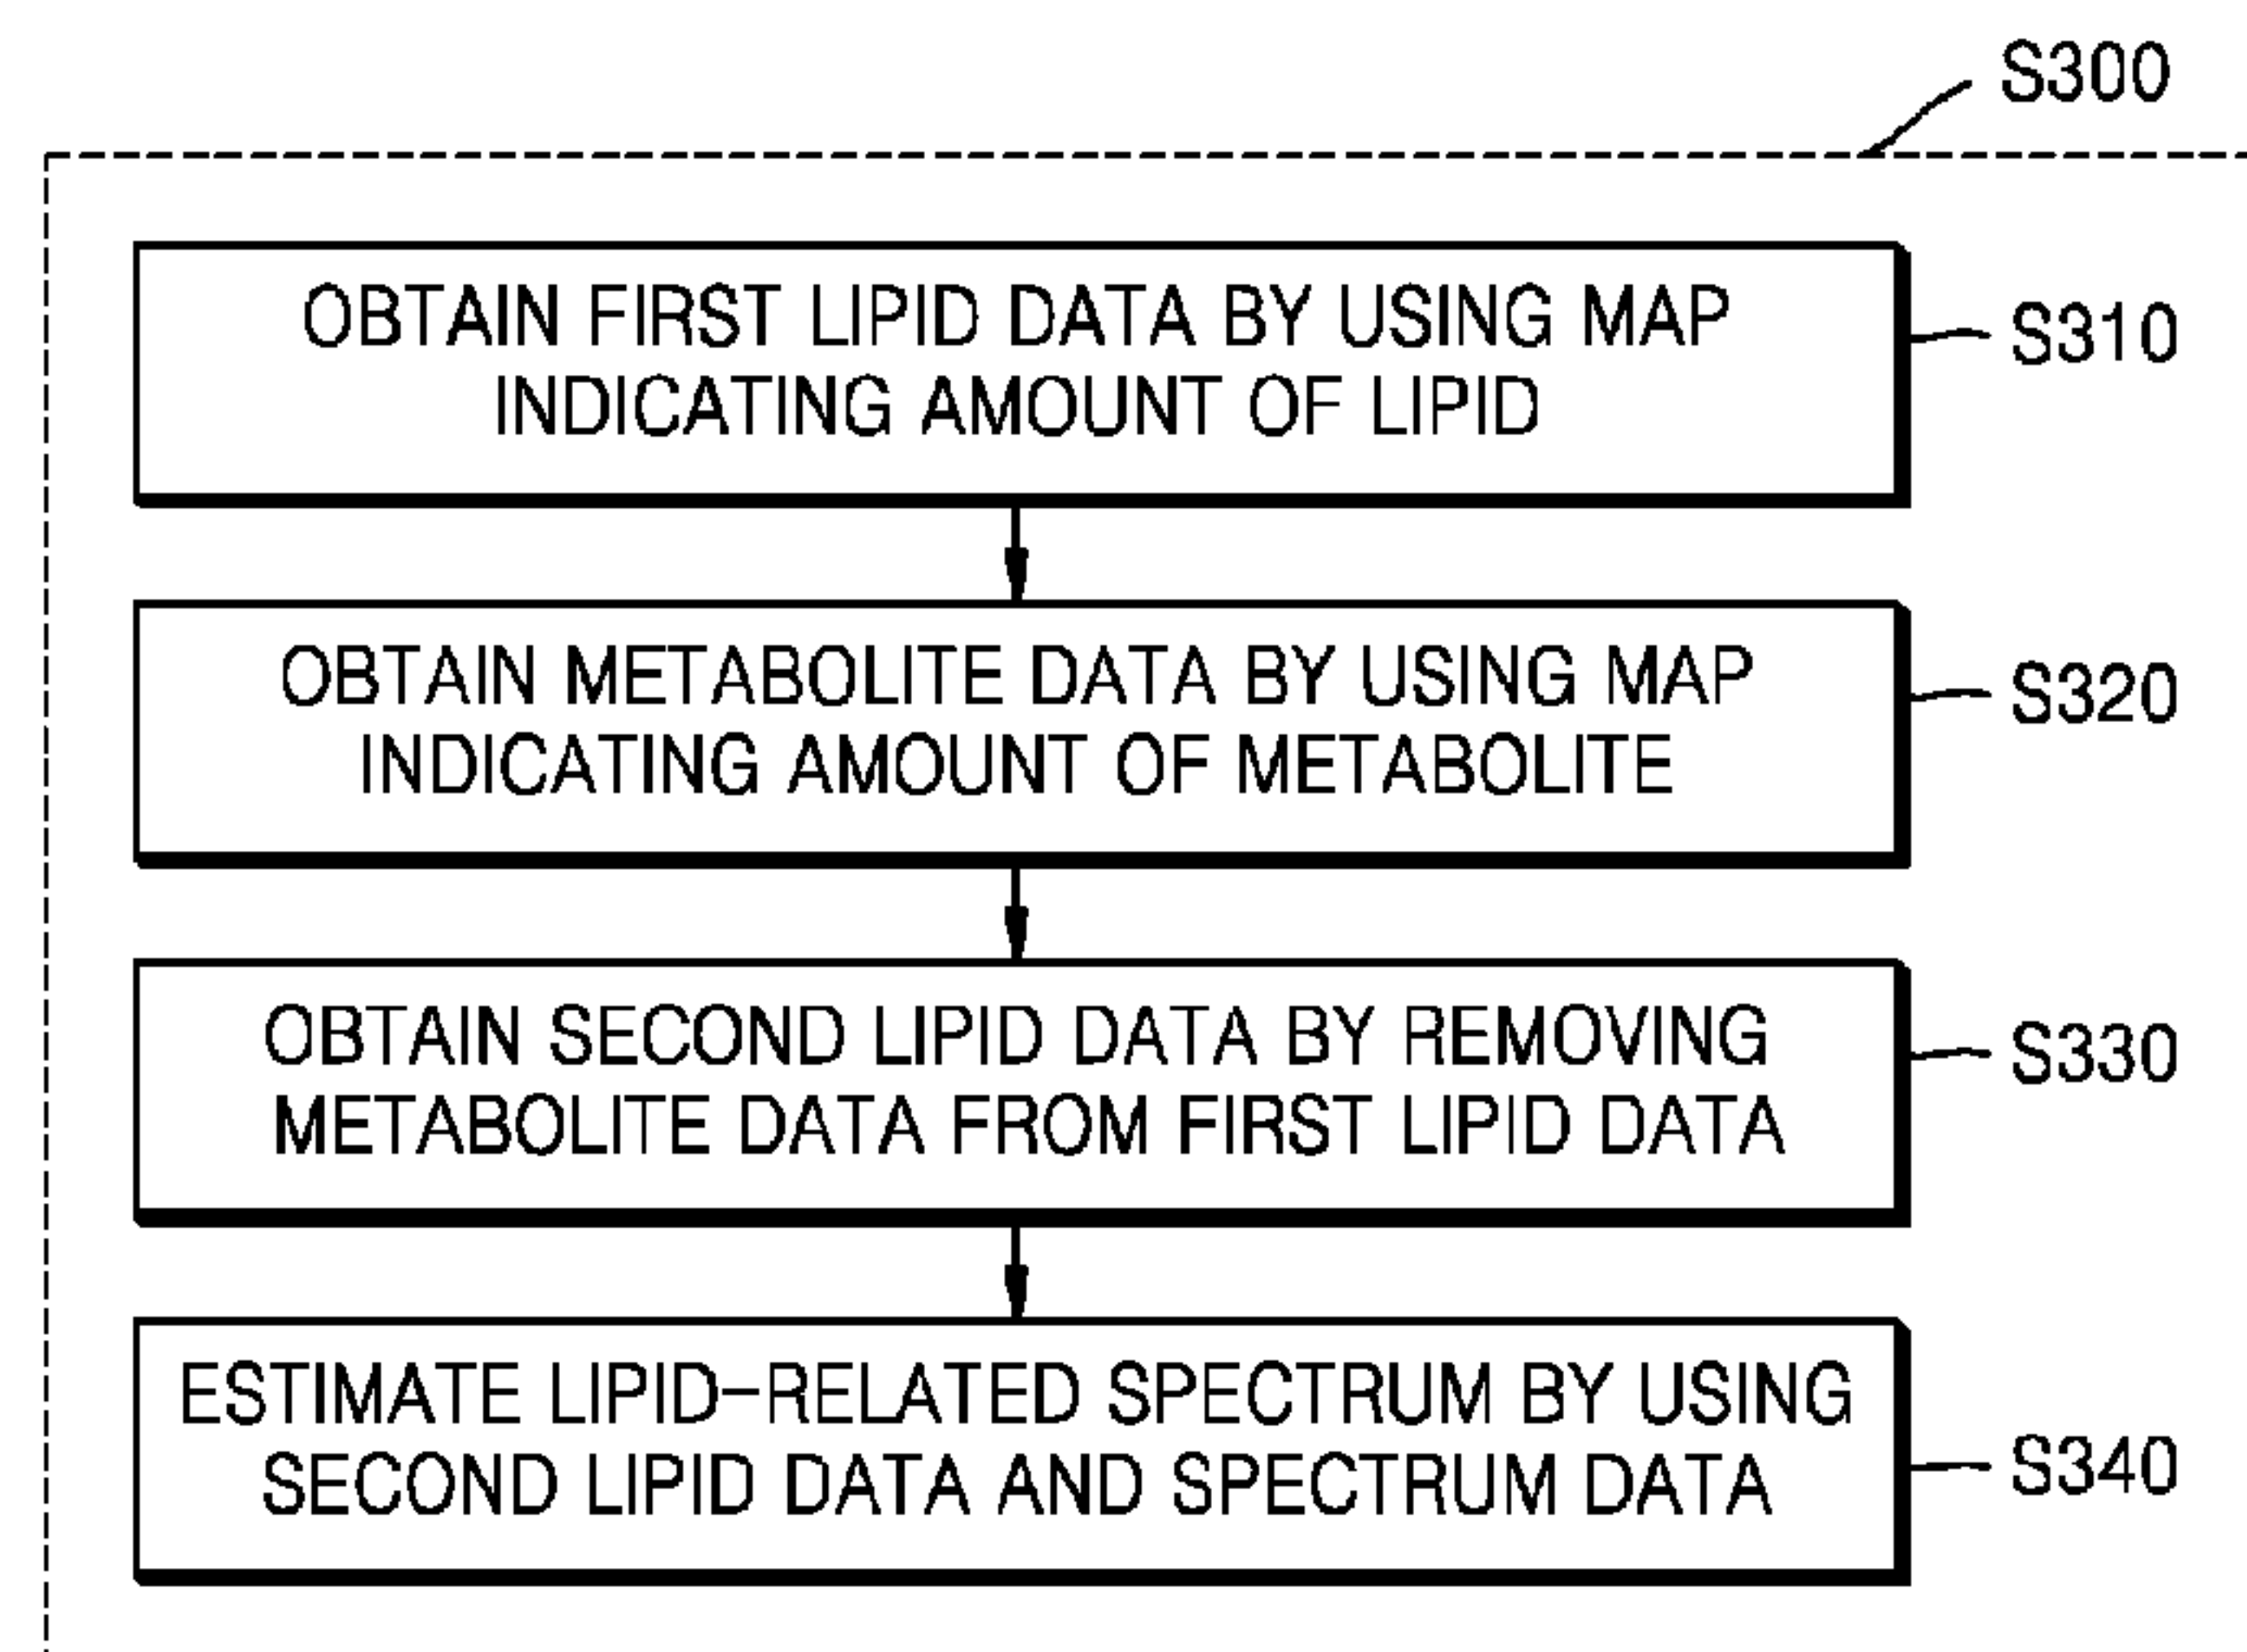 S300
OBTAIN FIRST LIPID DATA BY USING MAP
INDICATING AMOUNT OF LIPID
S310
OBTAIN METABOLITE DATA BY USING MAP
INDICATING AMOUNT OF METABOLITE
S320
OBTAIN SECOND LIPID DATA BY REMOVING
METABOLITE DATA FROM FIRST LIPID DATA
S330
ESTIMATE LIPID-RELATED SPECTRUM BY USING
SECOND LIPID DATA AND SPECTRUM DATA
S340